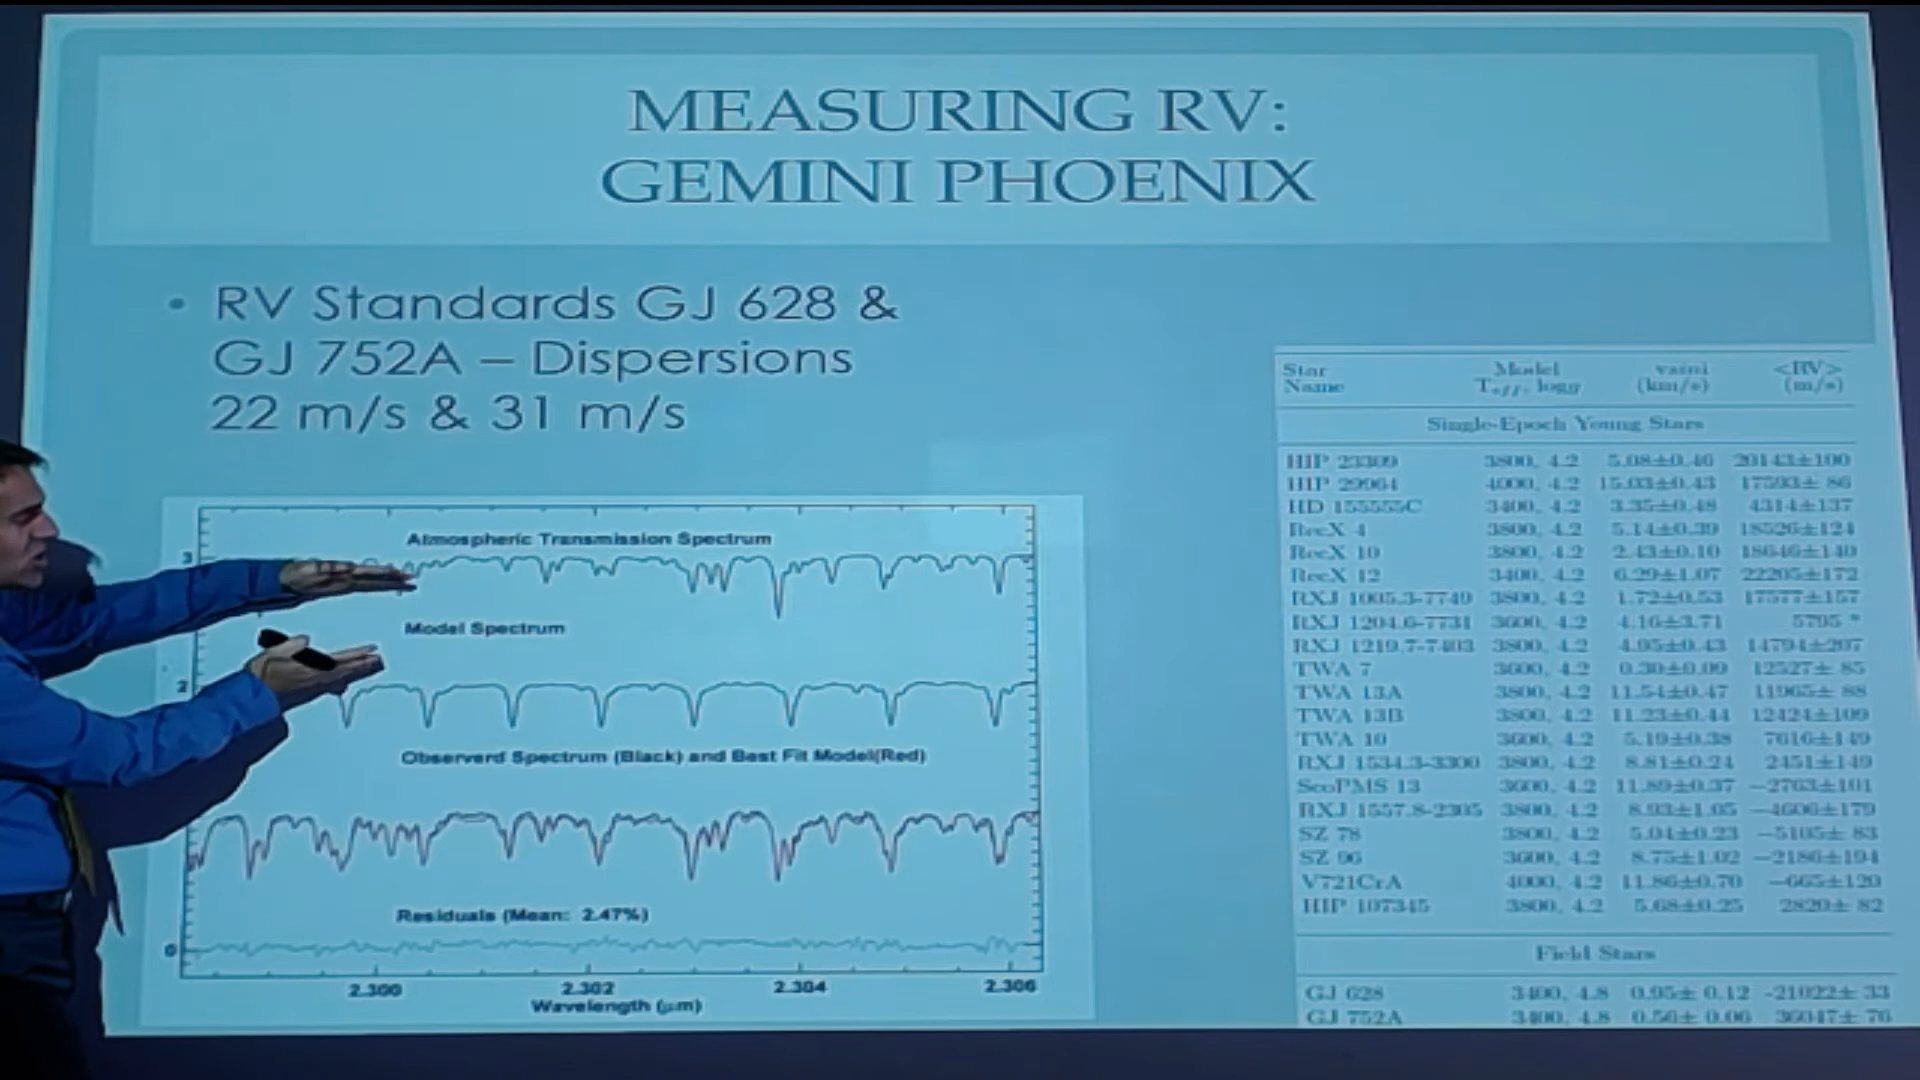 MEASURING RV:
GEMINI PHOENIX
• RV Standards GJ 628 &
GJ 752A – Dispersions
22 m/s & 31 m/s
Atmospheric Transmission Spectrum
3
Model Spectrum
2
Observerd Spectrum (Black) and Best Fit Model(Red)
Residuals (Mean: 2.47%)
0
2.300 2.302 2.304 2.306
Wavelength (μm)
Star Model vsini <RV>
Name Teff, logg (km/s) (m/s)
Single-Epoch Young Stars
HIP 23309 3800, 4.2 5.08±0.46 20143±100
HIP 29964 4000, 4.2 15.03±0.43 17593± 86
HD 155555C 3400, 4.2 3.35±0.48 4314±137
RecX 4 3800, 4.2 5.14±0.39 18526±124
RecX 10 3800, 4.2 2.43±0.10 18646±140
RecX 12 3400, 4.2 6.29±1.07 22205±172
RXJ 1005.3-7749 3800, 4.2 1.72±0.53 17577±157
RXJ 1204.6-7731 3600, 4.2 4.16±3.71 5795 *
RXJ 1219.7-7403 3800, 4.2 4.95±0.43 14794±207
TWA 7 3600, 4.2 0.30±0.09 12527± 85
TWA 13A 3800, 4.2 11.54±0.47 11965± 88
TWA 13B 3800, 4.2 11.23±0.44 12424±109
TWA 10 3600, 4.2 5.19±0.38 7616±149
RXJ 1534.3-3300 3800, 4.2 8.81±0.24 2451±149
ScoPMS 13 3600, 4.2 11.89±0.37 −2763±101
RXJ 1557.8-2305 3800, 4.2 8.93±1.05 −4606±179
SZ 78 3800, 4.2 5.04±0.23 −5105± 83
SZ 96 3600, 4.2 8.75±1.02 −2186±194
V721CrA 4000, 4.2 11.86±0.70 −665±120
HIP 107345 3800, 4.2 5.68±0.25 2820± 82
Field Stars
GJ 628 3400, 4.8 0.95± 0.12 -21022± 33
GJ 752A 3400, 4.8 0.56± 0.06 36047± 76